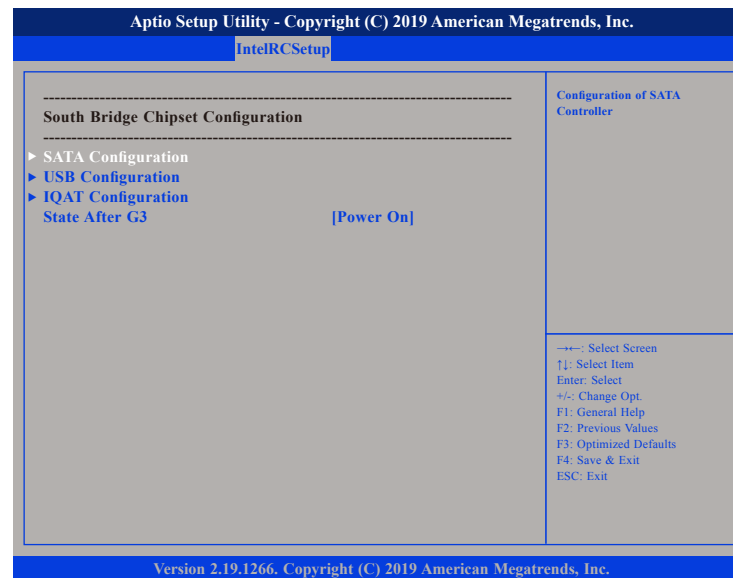 Aptio Setup Utility - Copyright (C) 2019 American Megatrends, Inc.
IntelRCSetup
--------------------------------------------------------------------------------
South Bridge Chipset Configuration
--------------------------------------------------------------------------------
▶ SATA Configuration
▶ USB Configuration
▶ IQAT Configuration
State After G3 [Power On]
Configuration of SATA
Controller
→←: Select Screen
↑↓: Select Item
Enter: Select
+/-: Change Opt.
F1: General Help
F2: Previous Values
F3: Optimized Defaults
F4: Save & Exit
ESC: Exit
Version 2.19.1266. Copyright (C) 2019 American Megatrends, Inc.